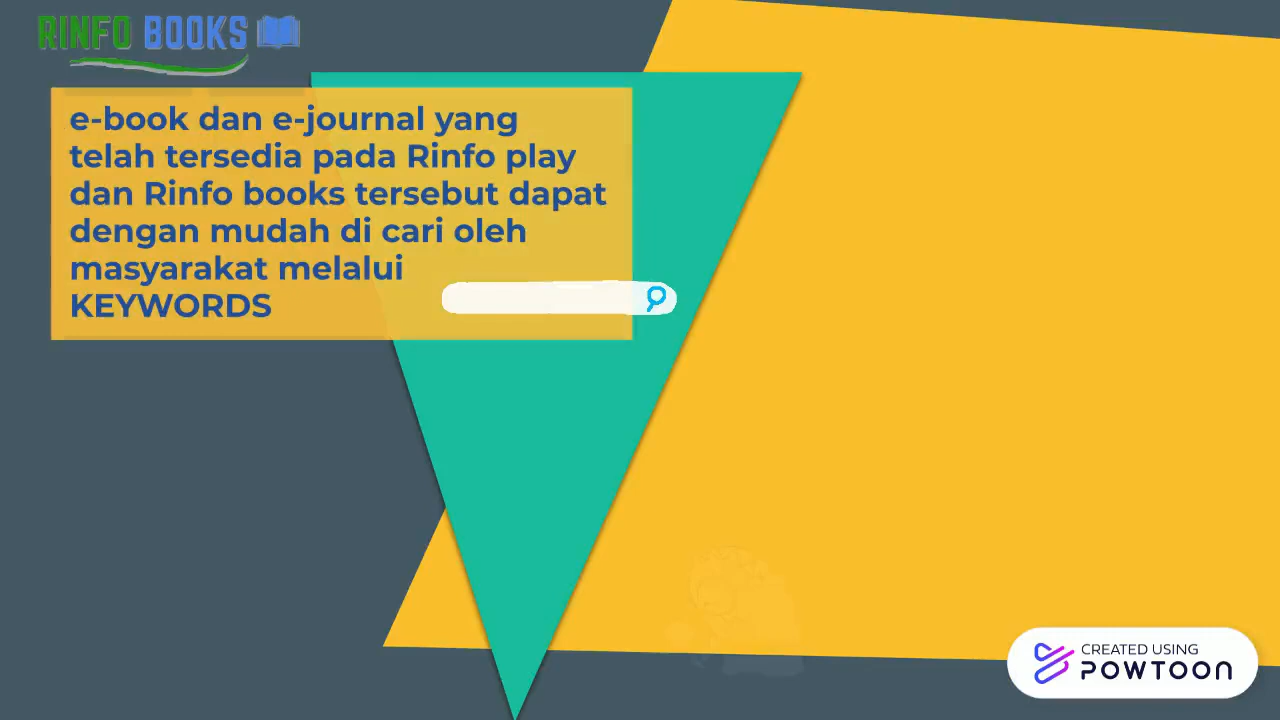 RINFO BOOKS
e-book dan e-journal yang
telah tersedia pada Rinfo play
dan Rinfo books tersebut dapat
dengan mudah di cari oleh
masyarakat melalui
KEYWORDS
CREATED USING
POWTOON